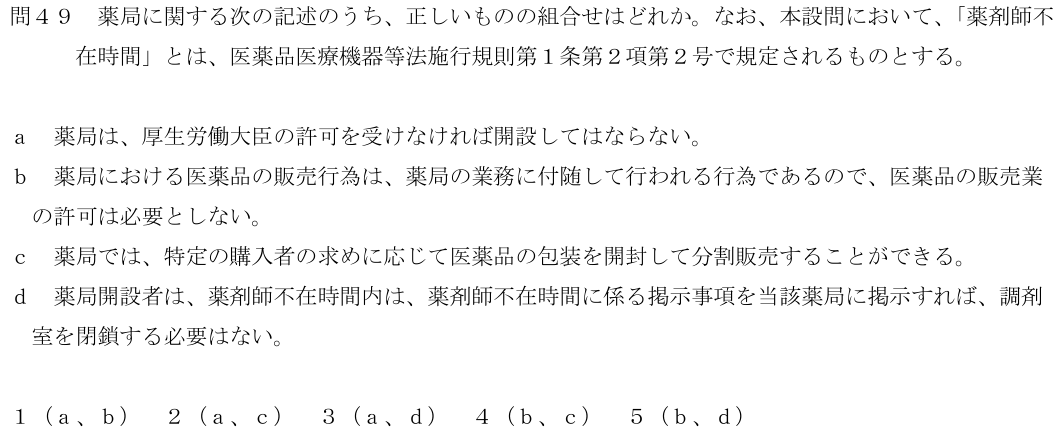 問４９　薬局に関する次の記述のうち、正しいものの組合せはどれか。なお、本設問において、「薬剤師不
在時間」とは、医薬品医療機器等法施行規則第１条第２項第２号で規定されるものとする。
ａ　薬局は、厚生労働大臣の許可を受けなければ開設してはならない。
ｂ　薬局における医薬品の販売行為は、薬局の業務に付随して行われる行為であるので、医薬品の販売業
の許可は必要としない。
ｃ　薬局では、特定の購入者の求めに応じて医薬品の包装を開封して分割販売することができる。
ｄ　薬局開設者は、薬剤師不在時間内は、薬剤師不在時間に係る掲示事項を当該薬局に掲示すれば、調剤
室を閉鎖する必要はない。
１（ａ、ｂ）　２（ａ、ｃ）　３（ａ、ｄ）　４（ｂ、ｃ）　５（ｂ、ｄ）